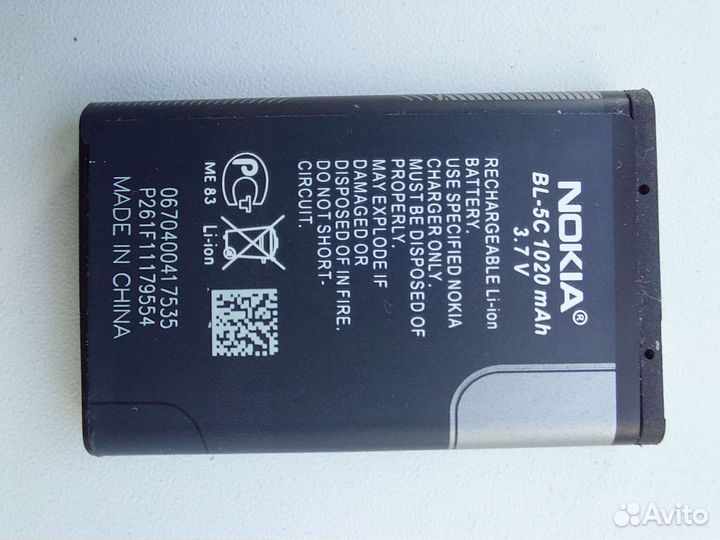 NOKIA®
BL-5C 1020 mAh
3.7 V
RECHARGEABLE Li-ion
BATTERY.
USE SPECIFIED NOKIA
CHARGER ONLY.
MUST BE DISPOSED OF
PROPERLY.
MAY EXPLODE IF
DAMAGED OR
DISPOSED OF IN FIRE.
DO NOT SHORT-
CIRCUIT.
РСТ
ME 83
Li-ion
0670400417535
P261F11179554
MADE IN CHINA
Avito